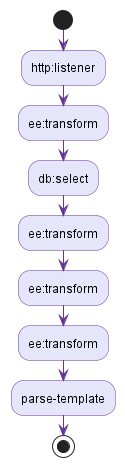 http:listener
ee:transform
db:select
ee:transform
ee:transform
ee:transform
parse-template